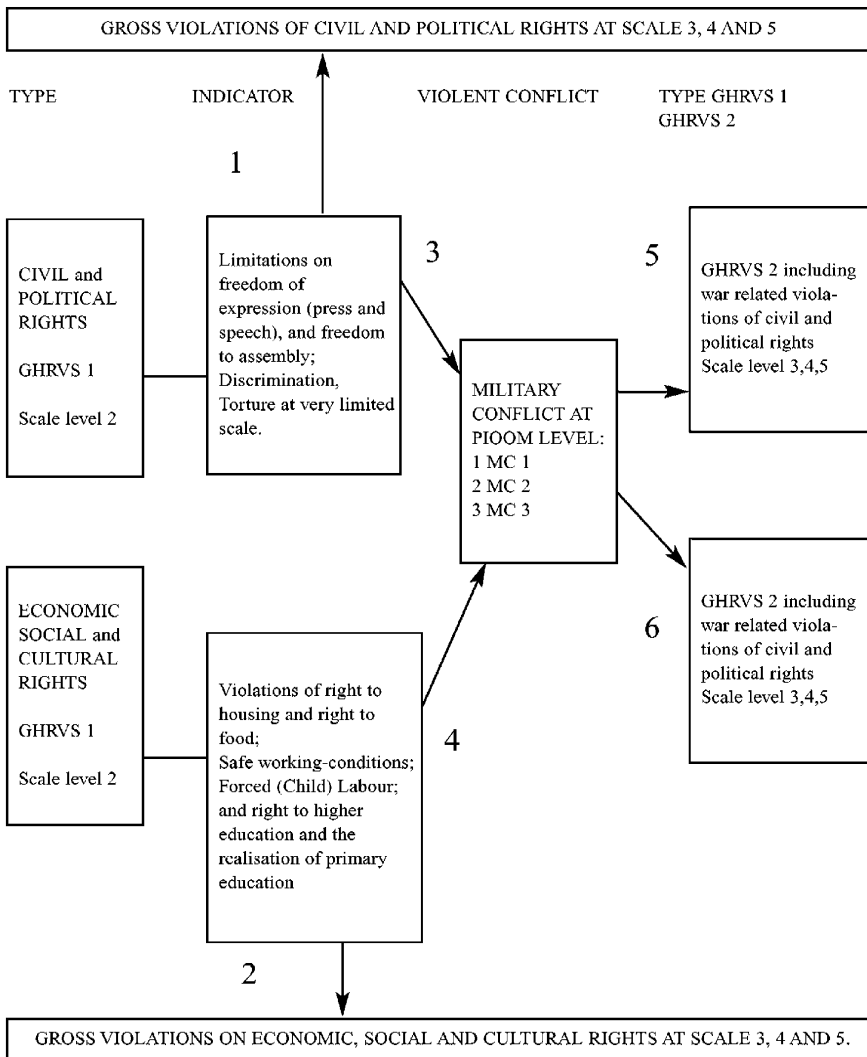 GROSS VIOLATIONS OF CIVIL AND POLITICAL RIGHTS AT SCALE 3, 4 AND 5
TYPE
INDICATOR
VIOLENT CONFLICT
TYPE GHRVS 1
GHRVS 2
1
CIVIL and
POLITICAL
RIGHTS
GHRVS 1
Scale level 2
Limitations on
freedom of
expression (press and
speech), and freedom
to assembly;
Discrimination,
Torture at very limited
scale.
3
MILITARY
CONFLICT AT
PIOOM LEVEL:
1 MC 1
2 MC 2
3 MC 3
5
GHRVS 2 including
war related viola-
tions of civil and
political rights
Scale level 3,4,5
ECONOMIC
SOCIAL and
CULTURAL
RIGHTS
GHRVS 1
Scale level 2
Violations of right to
housing and right to
food;
Safe working-conditions;
Forced (Child) Labour;
and right to higher
education and the
realisation of primary
education
4
6
GHRVS 2 including
war related viola-
tions of civil and
political rights
Scale level 3,4,5
2
GROSS VIOLATIONS ON ECONOMIC, SOCIAL AND CULTURAL RIGHTS AT SCALE 3, 4 AND 5.